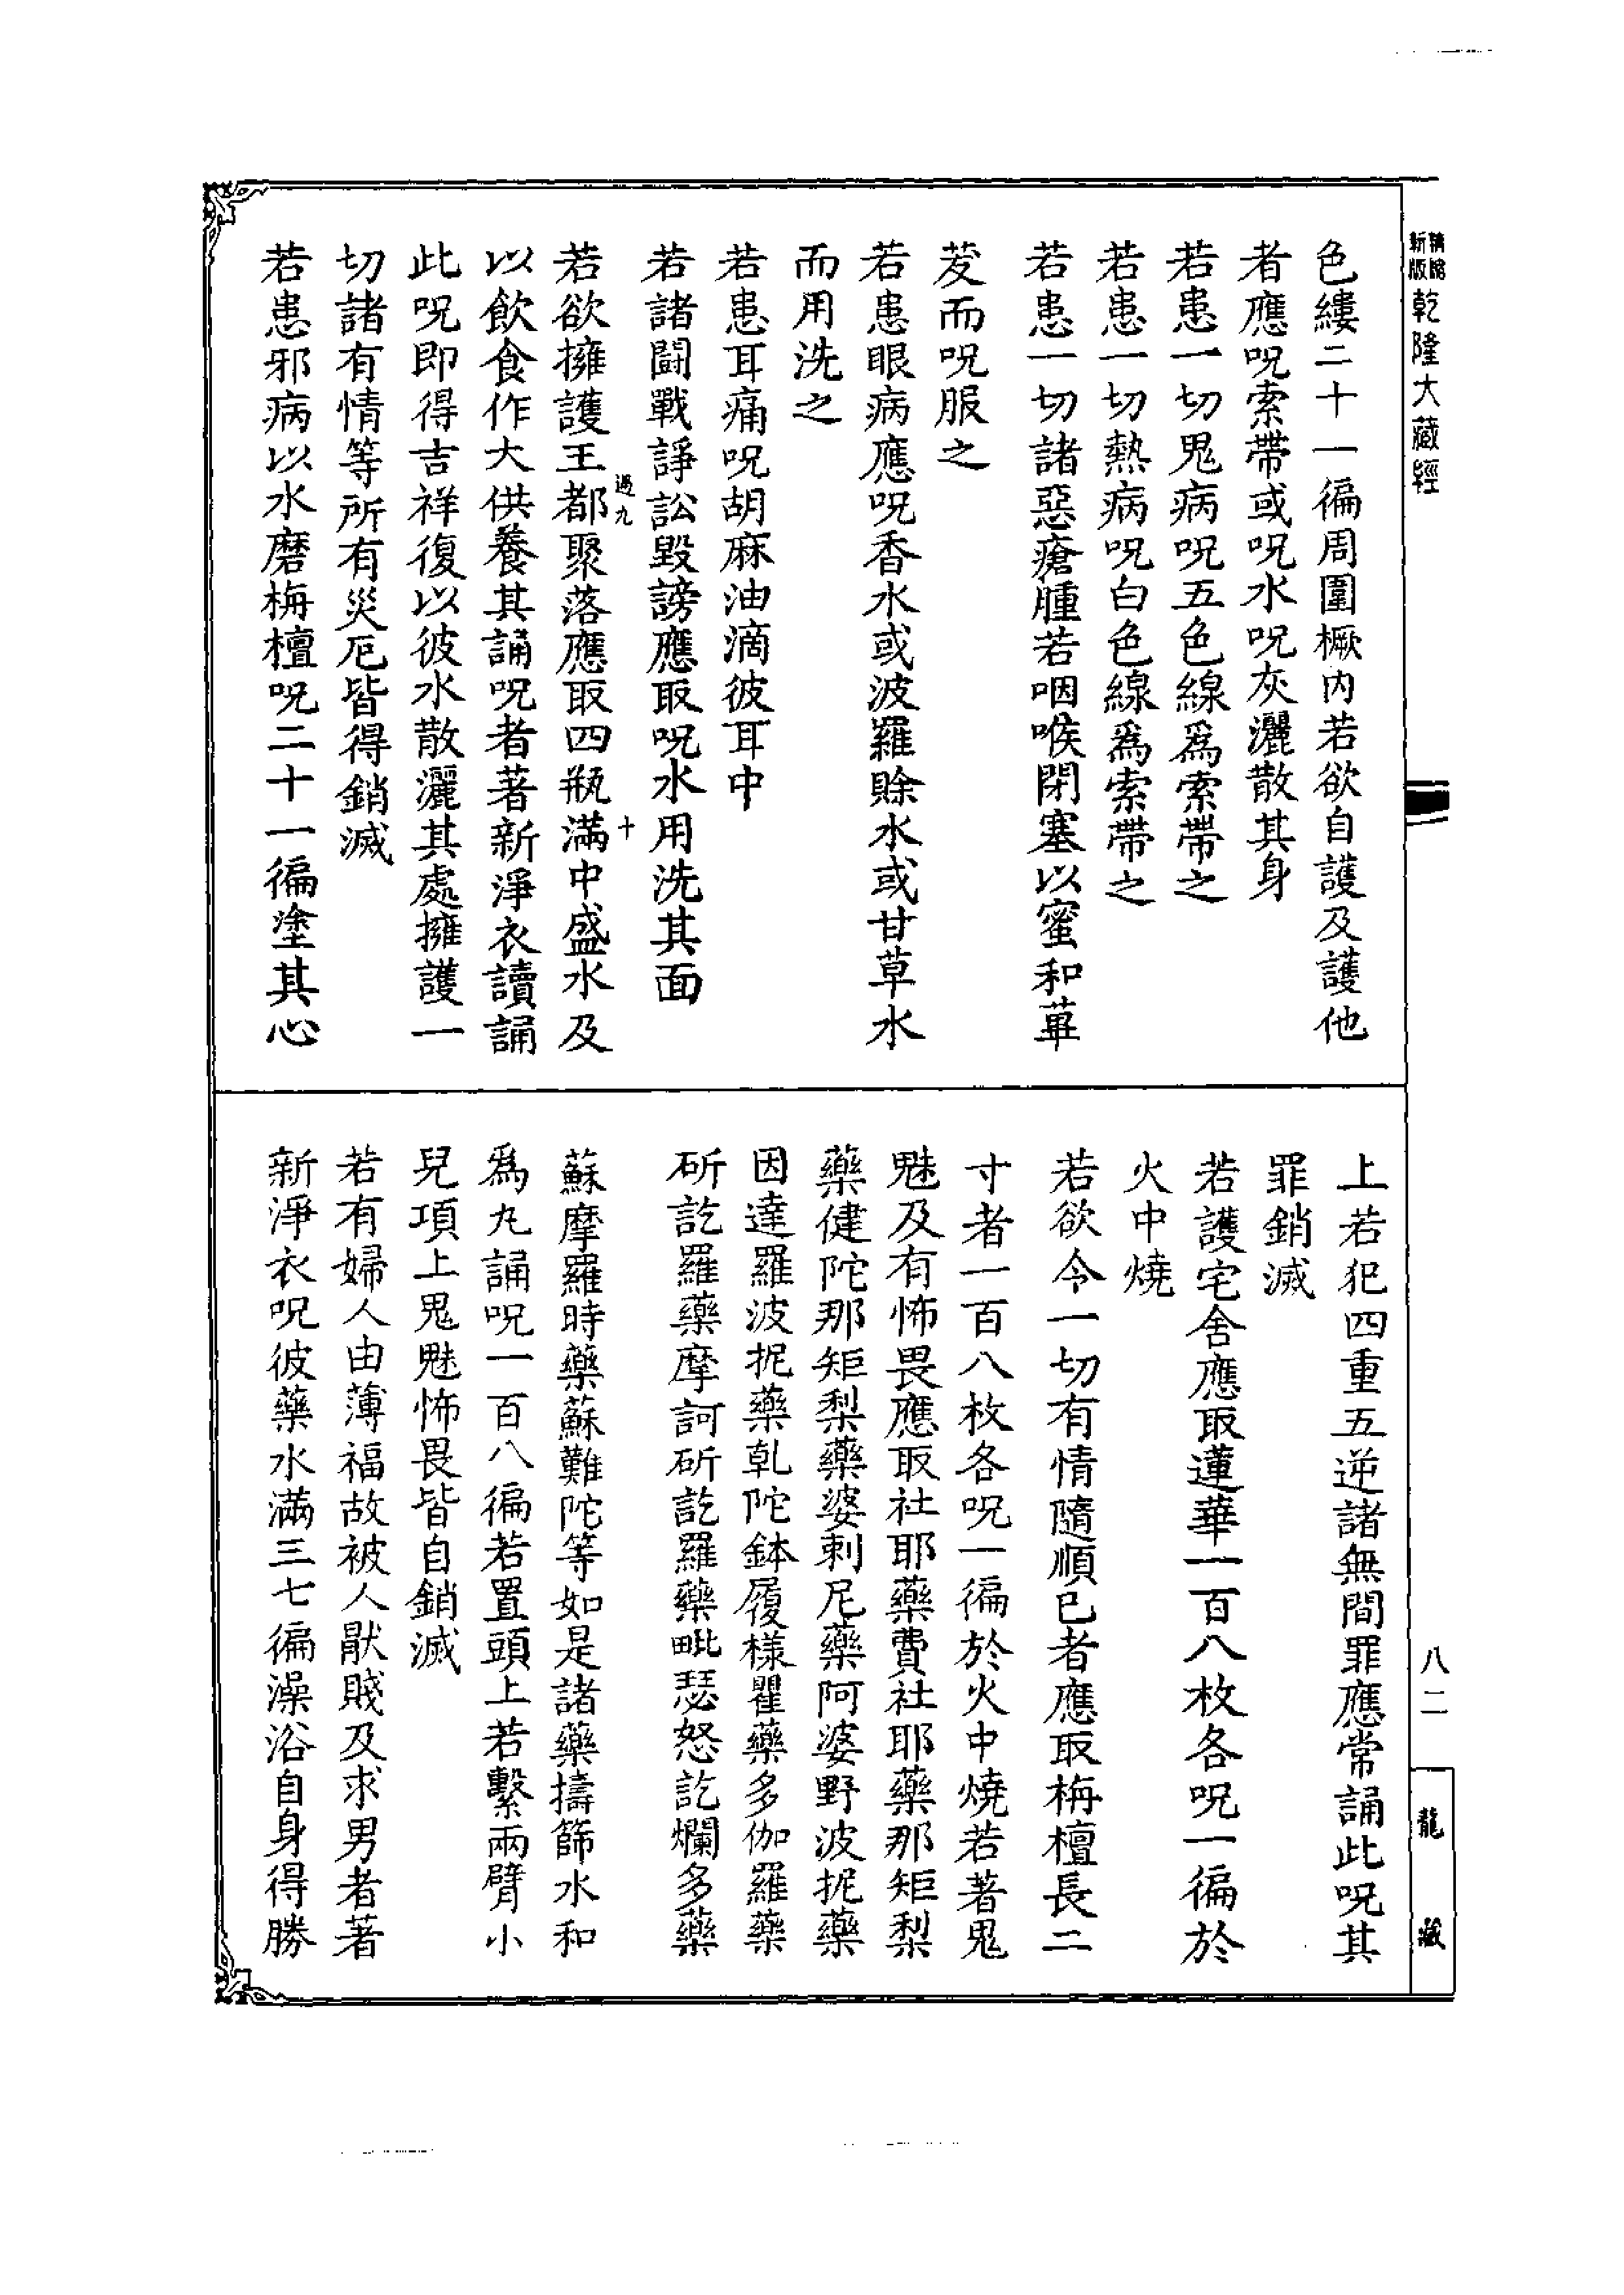 精縮
新版
乾隆大藏經
色縷二十一徧周圍橛內若欲自護及護他
者應呪索帶或呪水呪灰灑散其身
若患一切鬼病呪五色線爲索帶之
若患一切熱病呪白色線爲索帶之
若患一切諸惡瘡腫若咽喉閉塞以蜜和蓽
茇而呪服之
若患眼病應呪香水或波羅賖水或甘草水
而用洗之
若患耳痛呪胡麻油滴彼耳中
若諸鬪戰諍訟毀謗應取呪水用洗其面
過九
十
若欲擁護王都聚落應取四瓶滿中盛水及
以飲食作大供養其誦呪者著新淨衣讀誦
此呪即得吉祥復以彼水散灑其處擁護一
切諸有情等所有災厄皆得銷滅
若患邪病以水磨栴檀呪二十一徧塗其心
上若犯四重五逆諸無間罪應常誦此呪其
罪銷滅
若護宅舍應取蓮華一百八枚各呪一徧於
火中燒
若欲令一切有情隨順已者應取栴檀長二
寸者一百八枚各呪一徧於火中燒若著鬼
魅及有怖畏應取社耶藥費社耶藥那矩梨
藥健陀那矩梨藥婆剌尼藥阿婆野波抳藥
因達羅波抳藥乹陀鉢履樣瞿藥多伽羅藥
斫訖羅藥摩訶斫訖羅藥毗瑟怒訖爛多藥
蘇摩羅時藥蘇難陀等如是諸藥擣篩水和
爲丸誦呪一百八徧若置頭上若繫兩臂小
兒項上鬼魅怖畏皆自銷滅
若有婦人由薄福故被人猒賤及求男者著
新淨衣呪彼藥水滿三七徧澡浴自身得勝
八二
龍藏